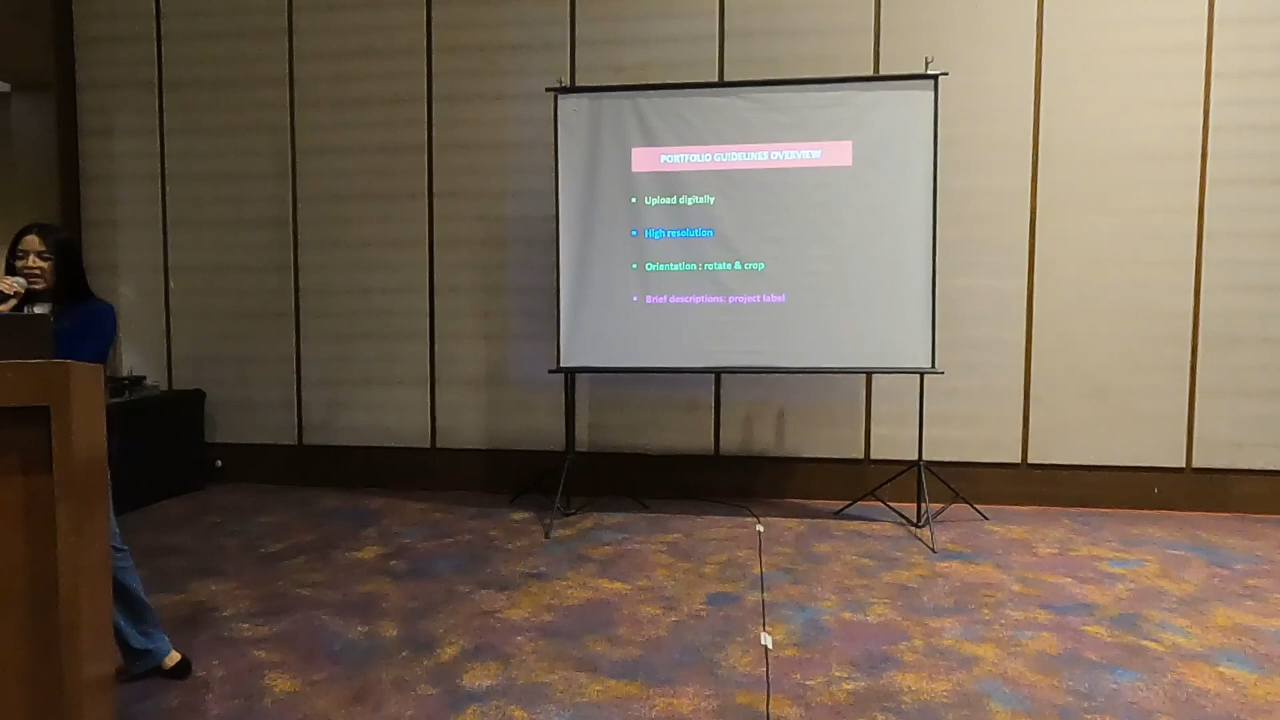 PORTFOLIO GUIDELINES OVERVIEW
▪ Upload digitally
▪ High resolution
▪ Orientation : rotate & crop
▪ Brief descriptions: project label